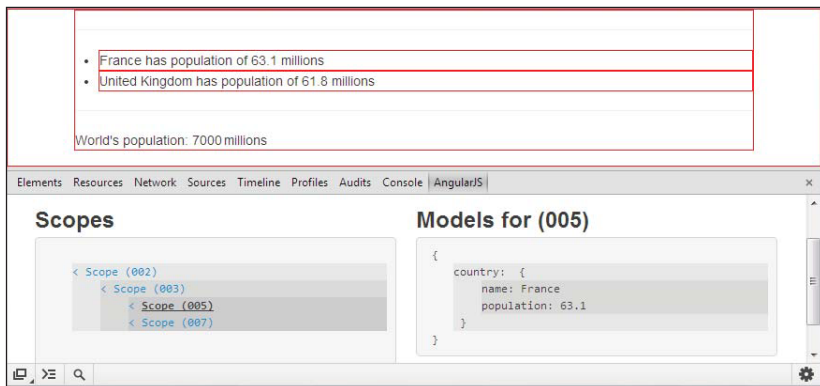 France has population of 63.1 millions
United Kingdom has population of 61.8 millions
World's population: 7000 millions
Elements Resources Network Sources Timeline Profiles Audits Console AngularJS ×
Scopes
< Scope (002)
< Scope (003)
< Scope (005)
< Scope (007)
Models for (005)
{
country: {
name: France
population: 63.1
}
}